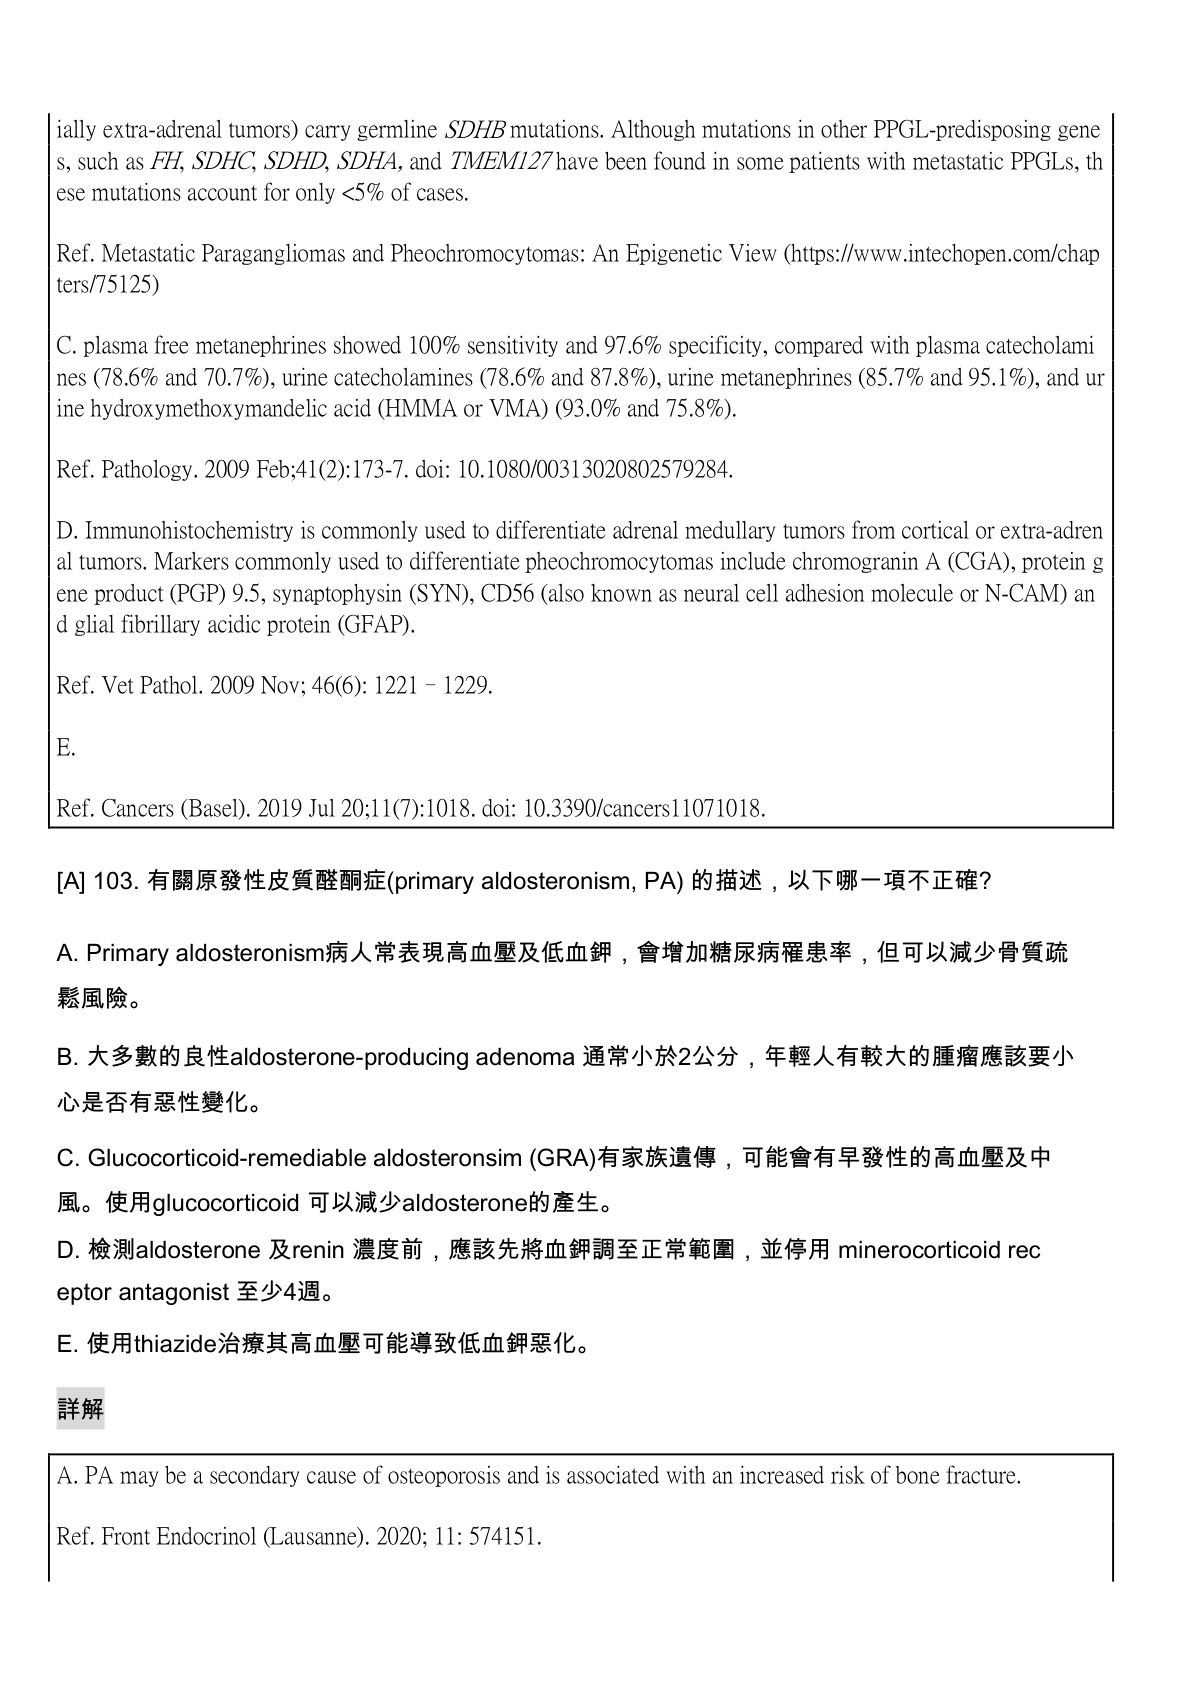 ially extra-adrenal tumors) carry germline SDHB mutations. Although mutations in other PPGL-predisposing gene
s, such as FH, SDHC, SDHD, SDHA, and TMEM127 have been found in some patients with metastatic PPGLs, th
ese mutations account for only <5% of cases.
Ref. Metastatic Paragangliomas and Pheochromocytomas: An Epigenetic View (https://www.intechopen.com/chap
ters/75125)
C. plasma free metanephrines showed 100% sensitivity and 97.6% specificity, compared with plasma catecholami
nes (78.6% and 70.7%), urine catecholamines (78.6% and 87.8%), urine metanephrines (85.7% and 95.1%), and ur
ine hydroxymethoxymandelic acid (HMMA or VMA) (93.0% and 75.8%).
Ref. Pathology. 2009 Feb;41(2):173-7. doi: 10.1080/00313020802579284.
D. Immunohistochemistry is commonly used to differentiate adrenal medullary tumors from cortical or extra-adren
al tumors. Markers commonly used to differentiate pheochromocytomas include chromogranin A (CGA), protein g
ene product (PGP) 9.5, synaptophysin (SYN), CD56 (also known as neural cell adhesion molecule or N-CAM) an
d glial fibrillary acidic protein (GFAP).
Ref. Vet Pathol. 2009 Nov; 46(6): 1221–1229.
E.
Ref. Cancers (Basel). 2019 Jul 20;11(7):1018. doi: 10.3390/cancers11071018.
[A] 103. 有關原發性皮質醛酮症(primary aldosteronism, PA) 的描述，以下哪一項不正確?
A. Primary aldosteronism病人常表現高血壓及低血鉀，會增加糖尿病罹患率，但可以減少骨質疏
鬆風險。
B. 大多數的良性aldosterone-producing adenoma 通常小於2公分，年輕人有較大的腫瘤應該要小
心是否有惡性變化。
C. Glucocorticoid-remediable aldosteronsim (GRA)有家族遺傳，可能會有早發性的高血壓及中
風。使用glucocorticoid 可以減少aldosterone的產生。
D. 檢測aldosterone 及renin 濃度前，應該先將血鉀調至正常範圍，並停用 minerocorticoid rec
eptor antagonist 至少4週。
E. 使用thiazide治療其高血壓可能導致低血鉀惡化。
詳解
A. PA may be a secondary cause of osteoporosis and is associated with an increased risk of bone fracture.
Ref. Front Endocrinol (Lausanne). 2020; 11: 574151.